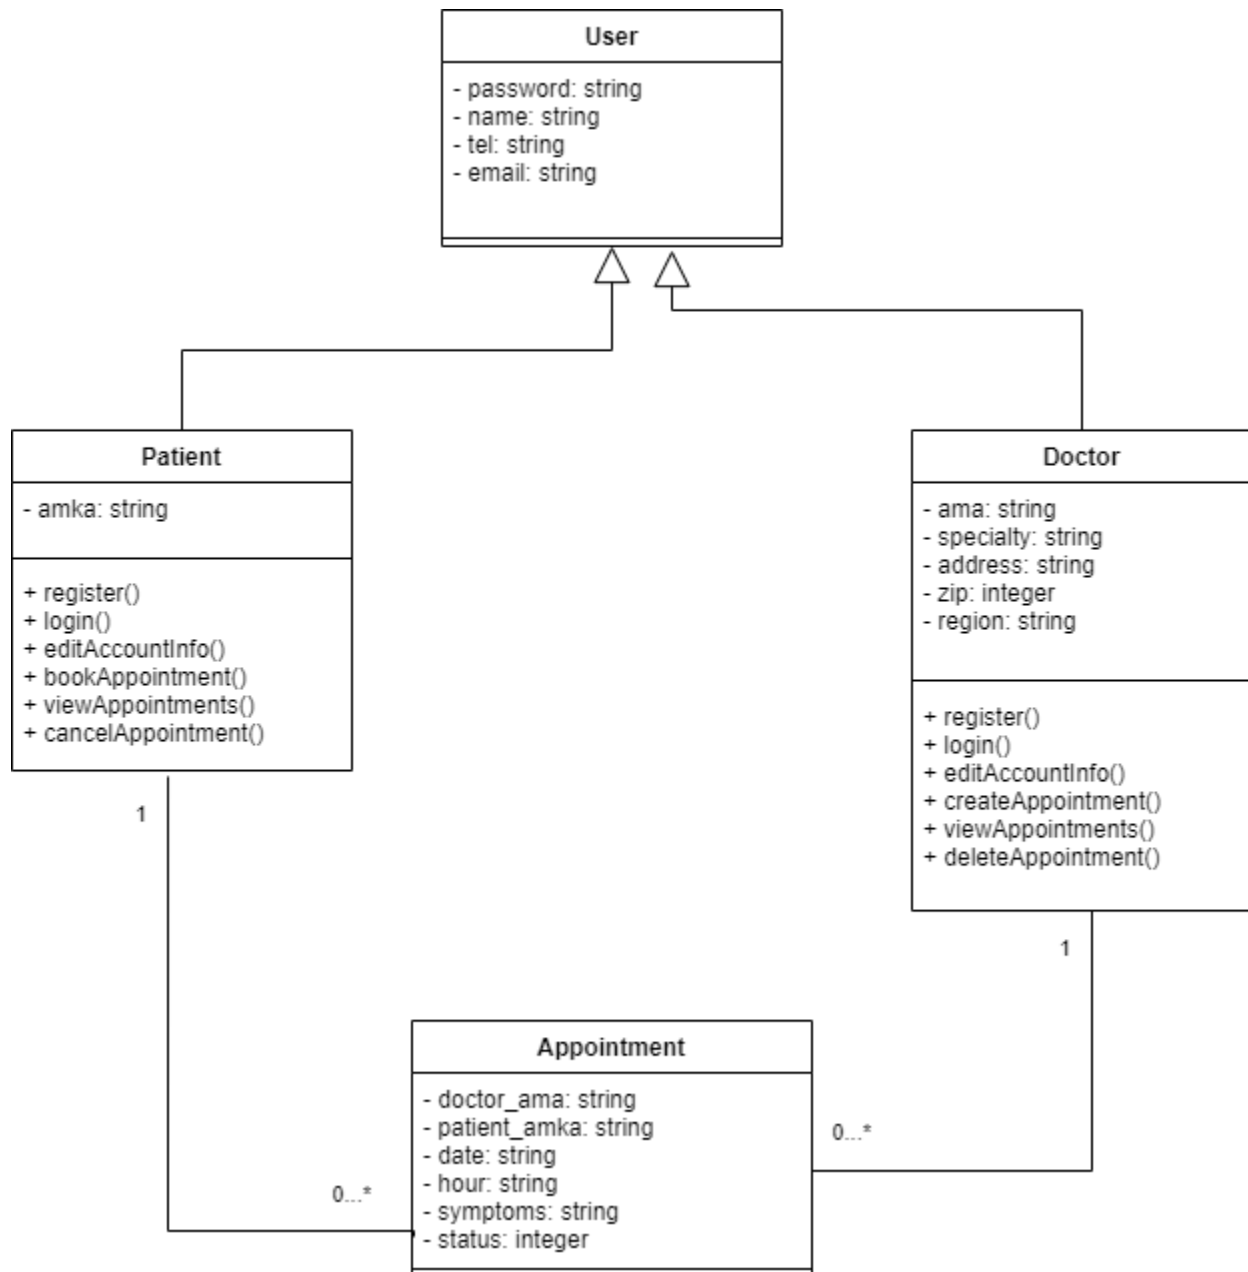 User
- password: string
- name: string
- tel: string
- email: string
Patient
- amka: string
+ register()
+ login()
+ editAccountInfo()
+ bookAppointment()
+ viewAppointments()
+ cancelAppointment()
Doctor
- ama: string
- specialty: string
- address: string
- zip: integer
- region: string
+ register()
+ login()
+ editAccountInfo()
+ createAppointment()
+ viewAppointments()
+ deleteAppointment()
1
1
Appointment
- doctor_ama: string
- patient_amka: string
- date: string
- hour: string
- symptoms: string
- status: integer
0...*
0...*